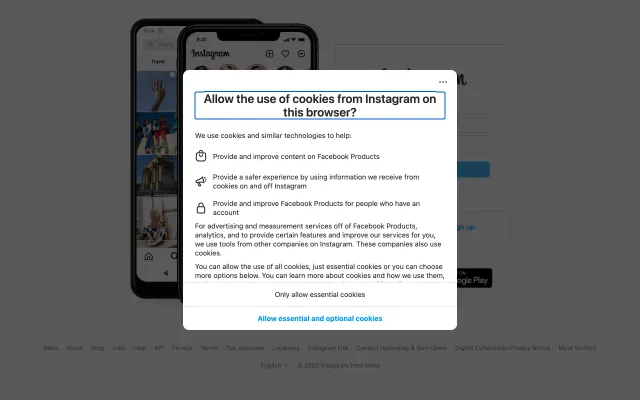 9:41
Instagram
Travel
Allow the use of cookies from Instagram on
this browser?
We use cookies and similar technologies to help:
Provide and improve content on Facebook Products
Provide a safer experience by using information we receive from
cookies on and off Instagram
Provide and improve Facebook Products for people who have an
account
For advertising and measurement services off of Facebook Products,
analytics, and to provide certain features and improve our services for you,
we use tools from other companies on Instagram. These companies also use
cookies.
You can allow the use of all cookies, just essential cookies or you can choose
more options below. You can learn more about cookies and how we use them,
Only allow essential cookies
Allow essential and optional cookies
gn up
Play
Meta About Blog Jobs Help API Privacy Terms Top Accounts Locations Instagram Lite Contact Uploading & Non-Users Digital Collectibles Privacy Notice Meta Verified
English © 2023 Instagram from Meta